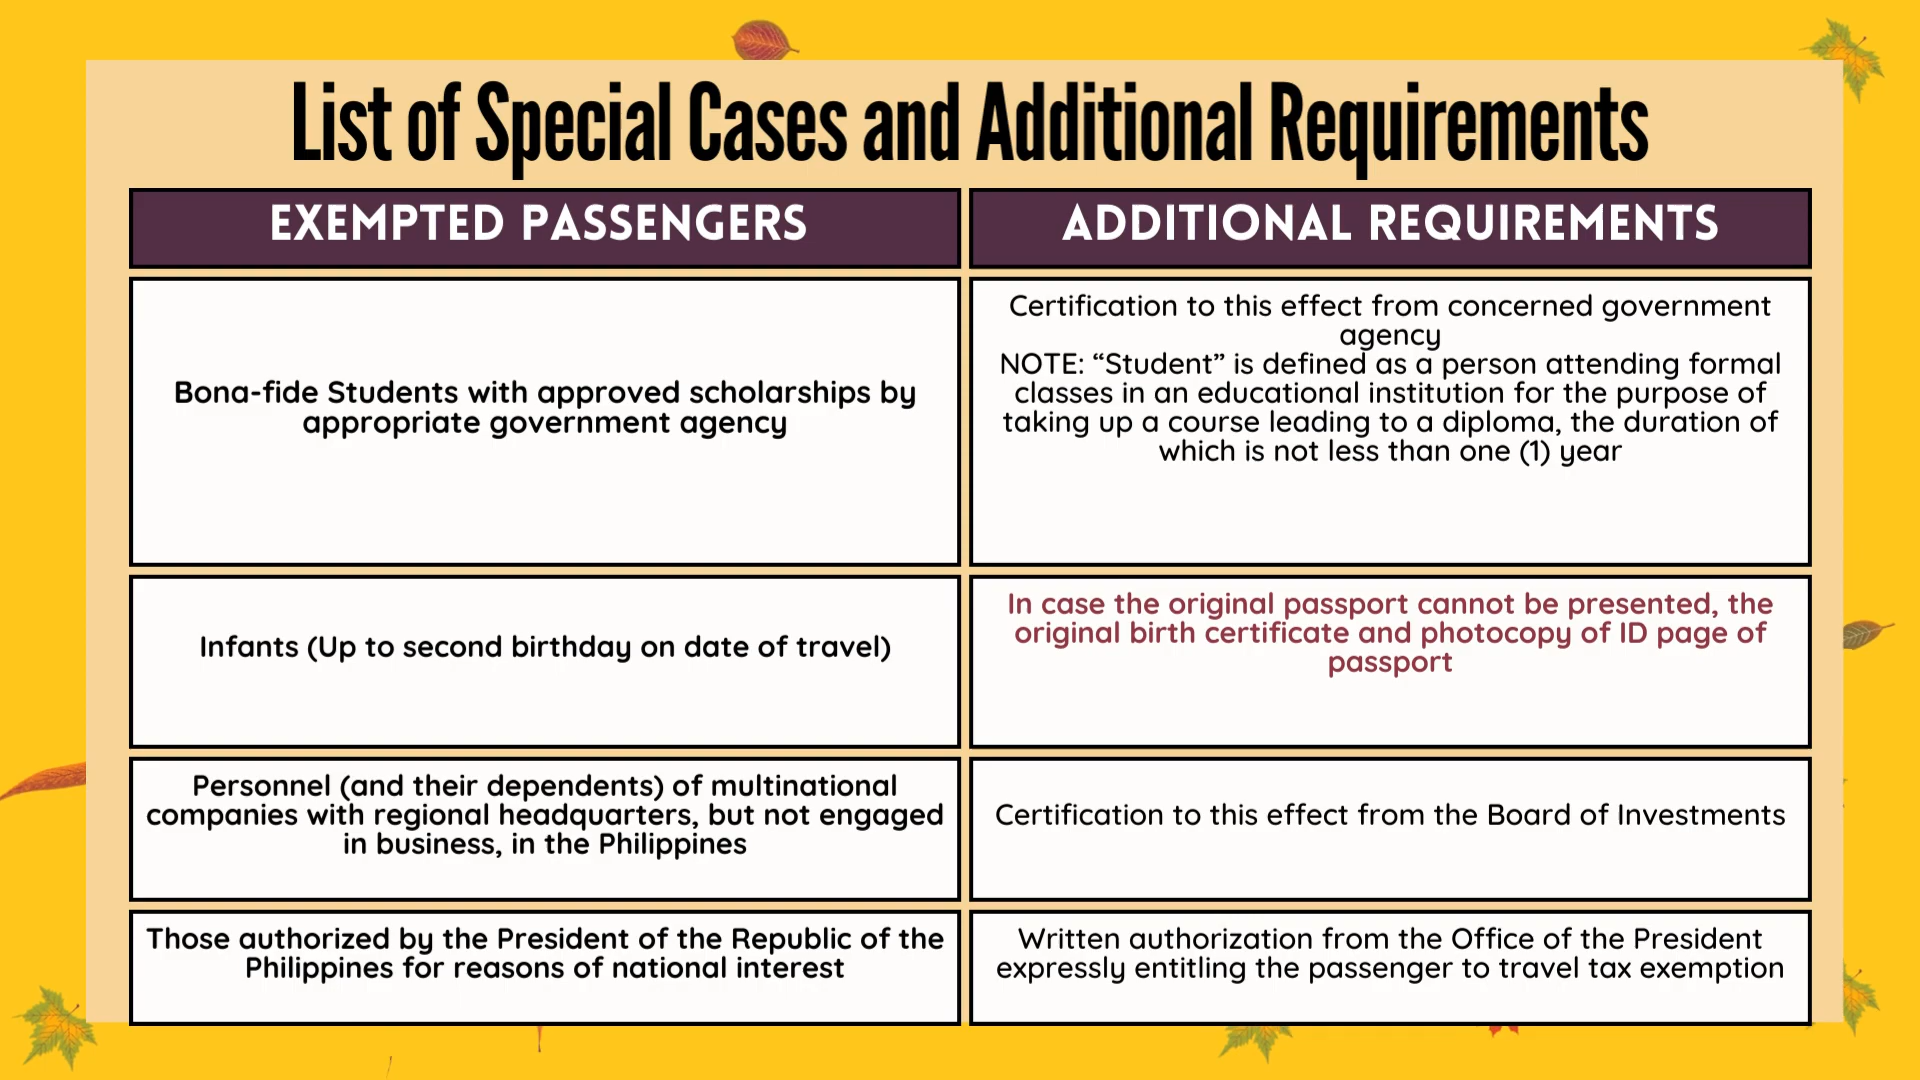 List of Special Cases and Additional Requirements
EXEMPTED PASSENGERS
ADDITIONAL REQUIREMENTS
Bona-fide Students with approved scholarships by
appropriate government agency
Certification to this effect from concerned government
agency
NOTE: “Student” is defined as a person attending formal
classes in an educational institution for the purpose of
taking up a course leading to a diploma, the duration of
which is not less than one (1) year
Infants (Up to second birthday on date of travel)
In case the original passport cannot be presented, the
original birth certificate and photocopy of ID page of
passport
Personnel (and their dependents) of multinational
companies with regional headquarters, but not engaged
in business, in the Philippines
Certification to this effect from the Board of Investments
Those authorized by the President of the Republic of the
Philippines for reasons of national interest
Written authorization from the Office of the President
expressly entitling the passenger to travel tax exemption